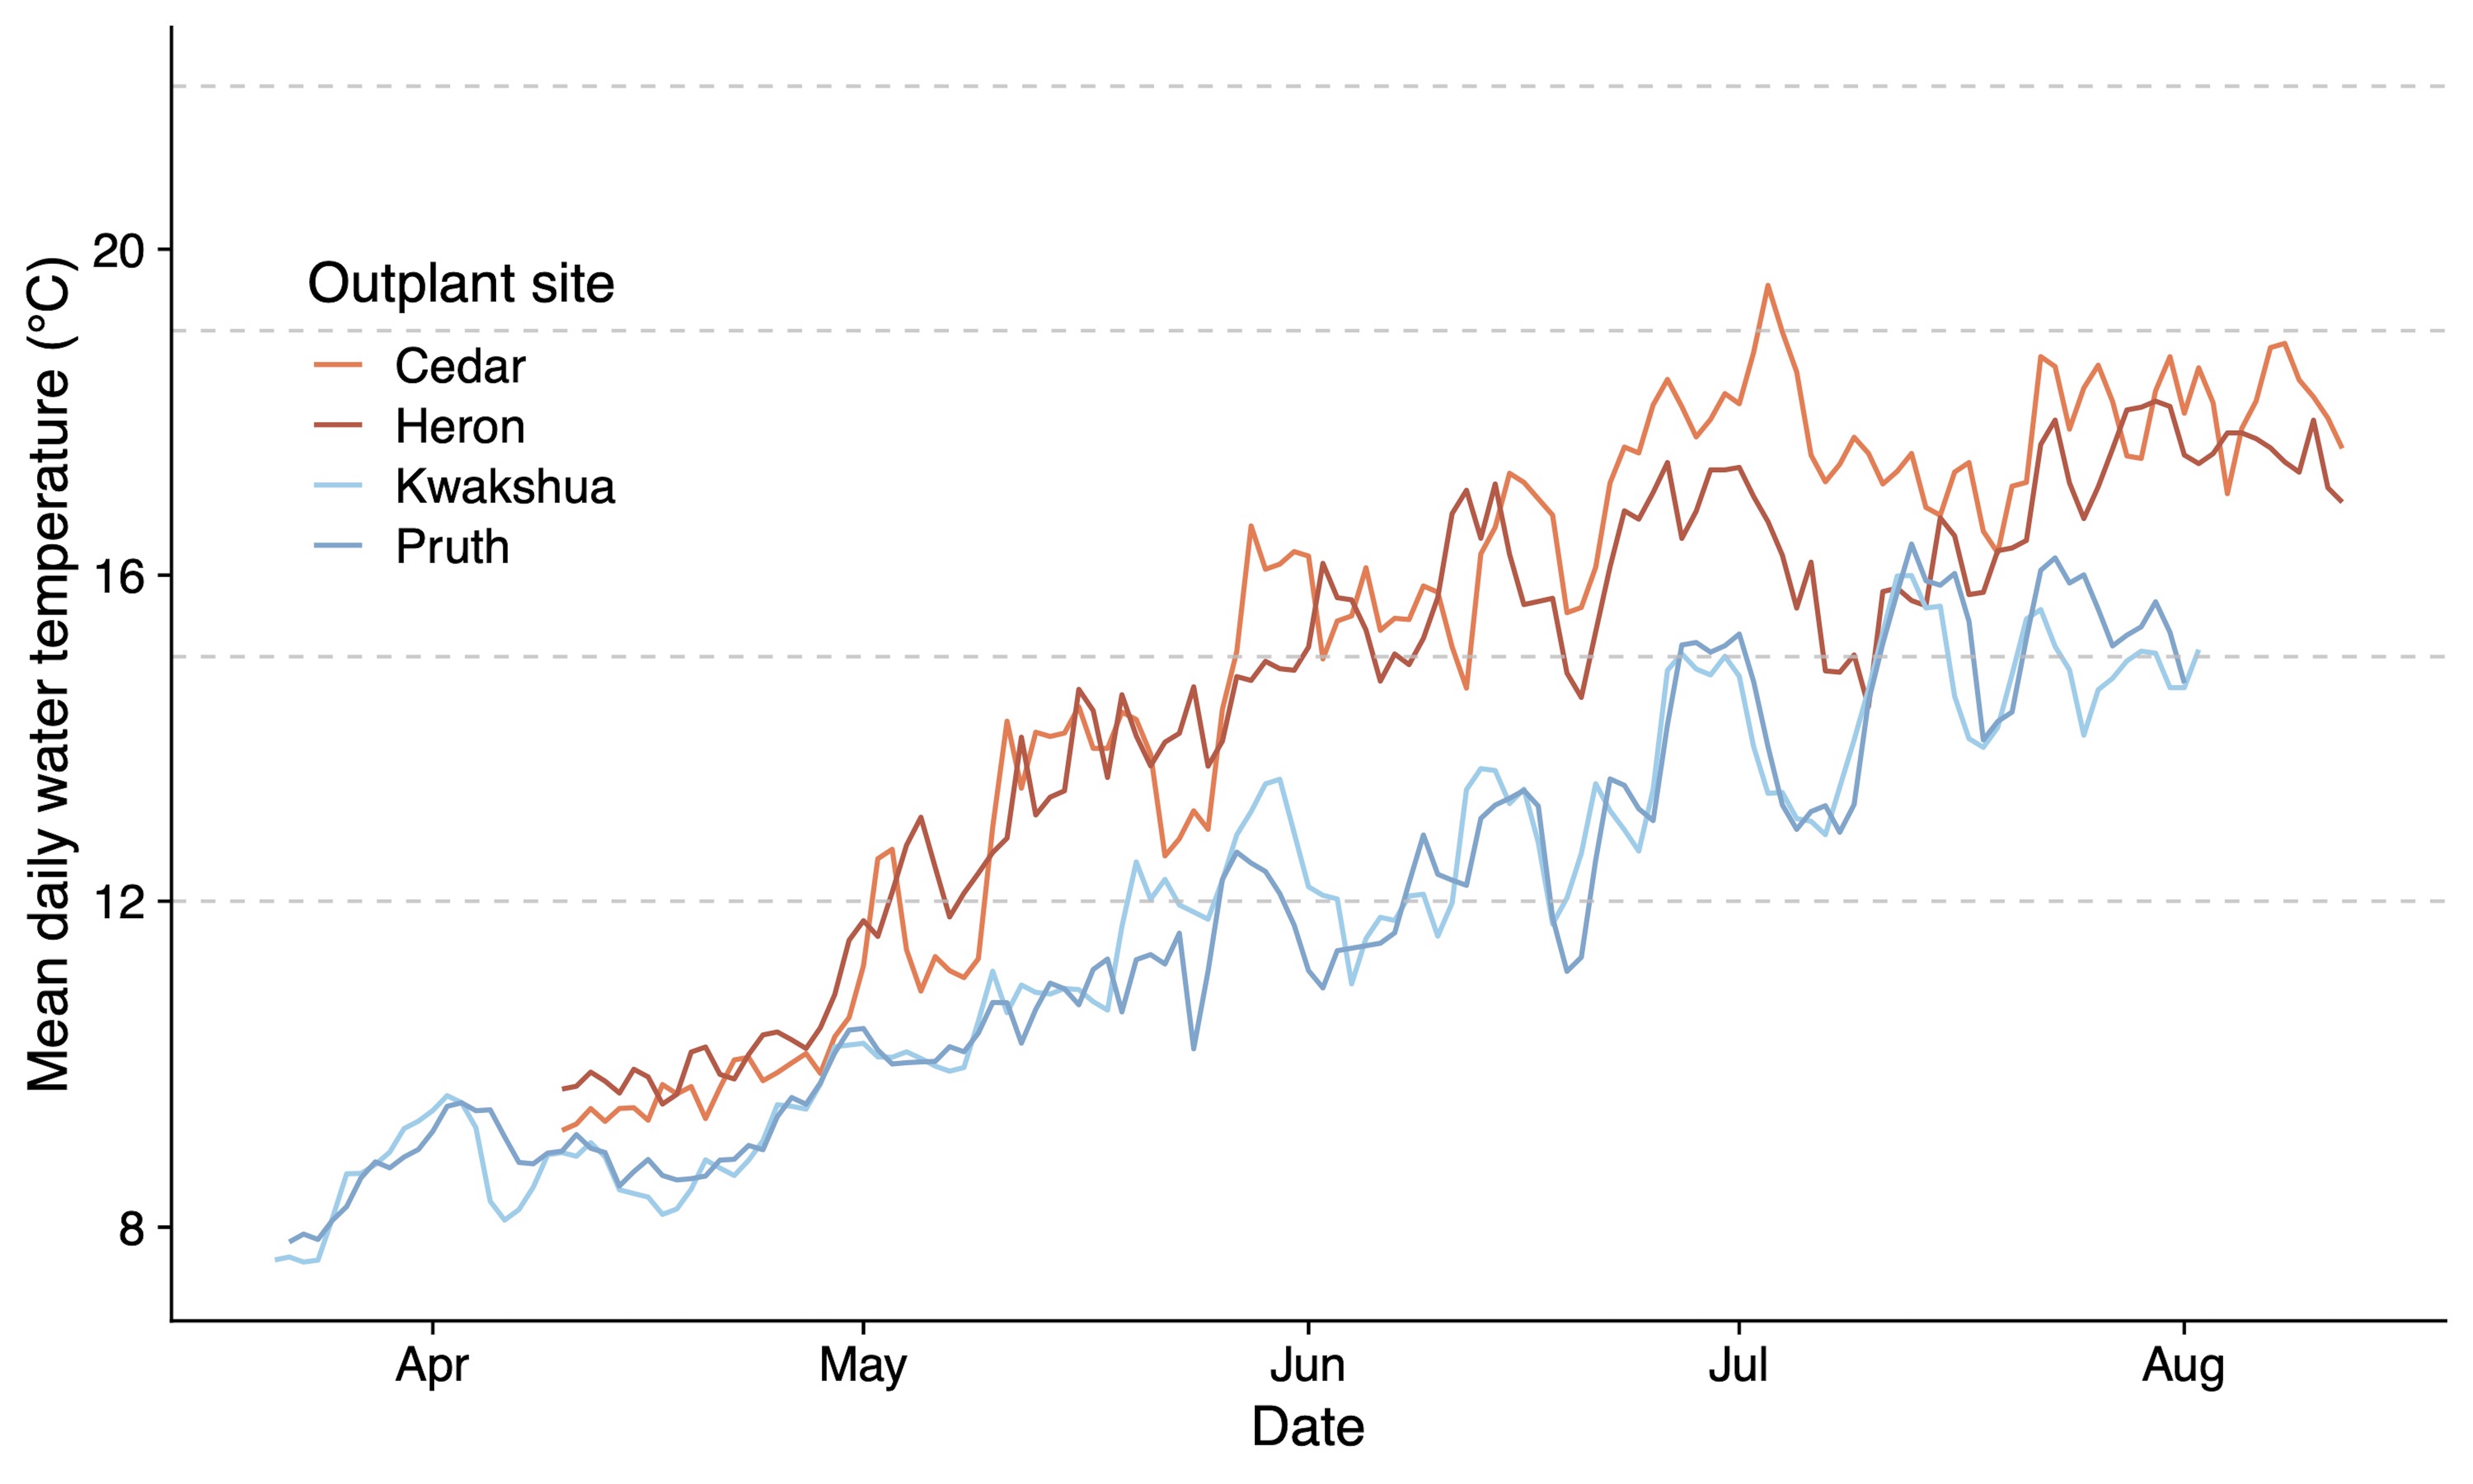 Mean daily water temperature (°C)
20
16
12
8
Outplant site
Cedar
Heron
Kwakshua
Pruth
Apr
May
Jun
Jul
Aug
Date